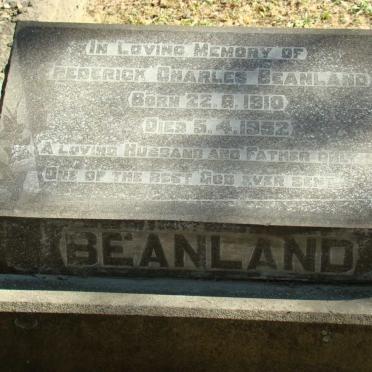 In Loving Memory of
Frederick Charles Beanland
Born 22.8.1910
Died 5.4.1952
A Loving Husband and Father
One of the Best God Ever Sent
BEANLAND